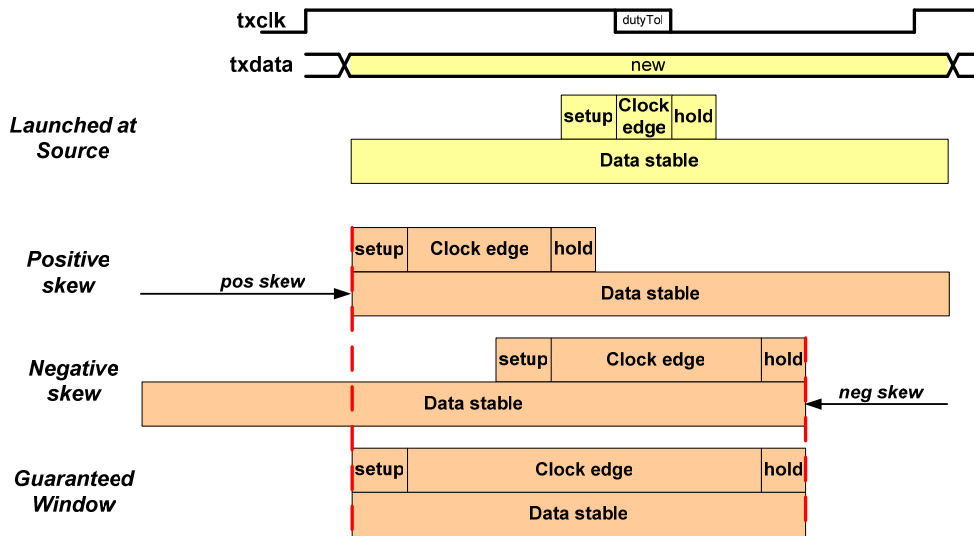 txclk
dutyTol
txdata
new
Launched at
Source
setup
Clock
edge
hold
Data stable
Positive
skew
pos skew
setup
Clock edge
hold
Data stable
Negative
skew
setup
Clock edge
hold
Data stable
neg skew
Guaranteed
Window
setup
Clock edge
hold
Data stable